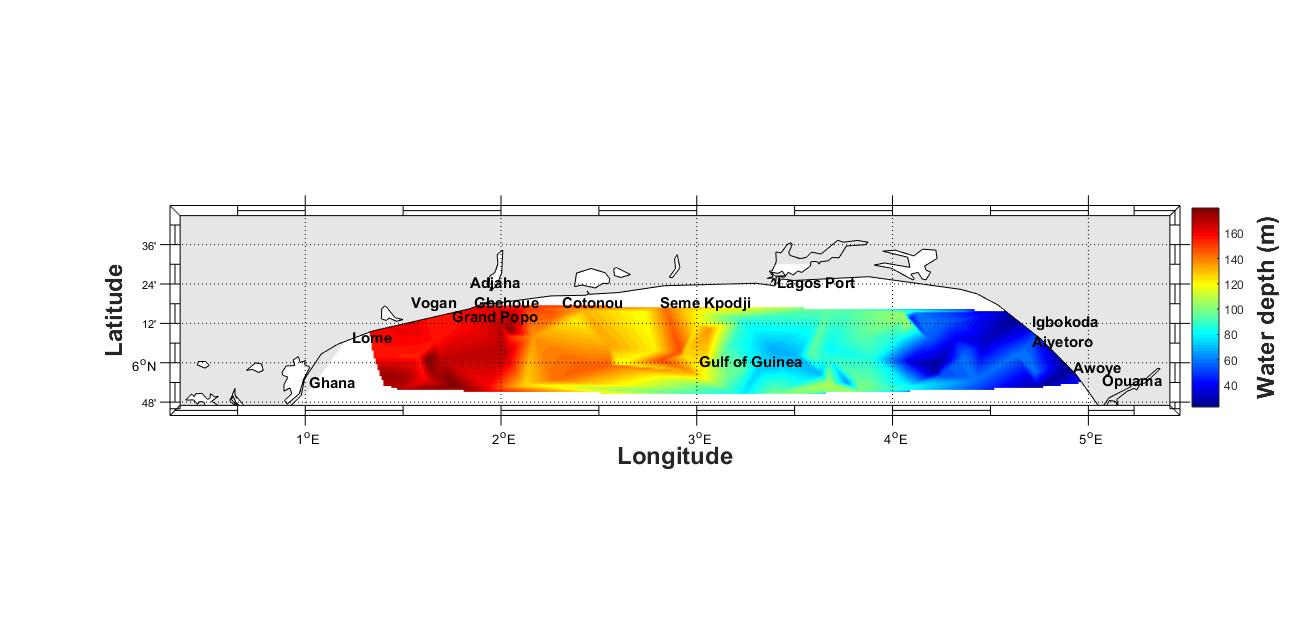 36'
24'
12'
6°N
48'
Latitude
1°E
2°E
3°E
4°E
5°E
Longitude
Adjaha
Vogan
Gbehoue
Cotonou
Seme Kpodji
Lagos Port
Grand Popo
Lome
Igbokoda
Aiyetoro
Gulf of Guinea
Awoye
Opuama
Ghana
160
140
120
100
80
60
40
Water depth (m)